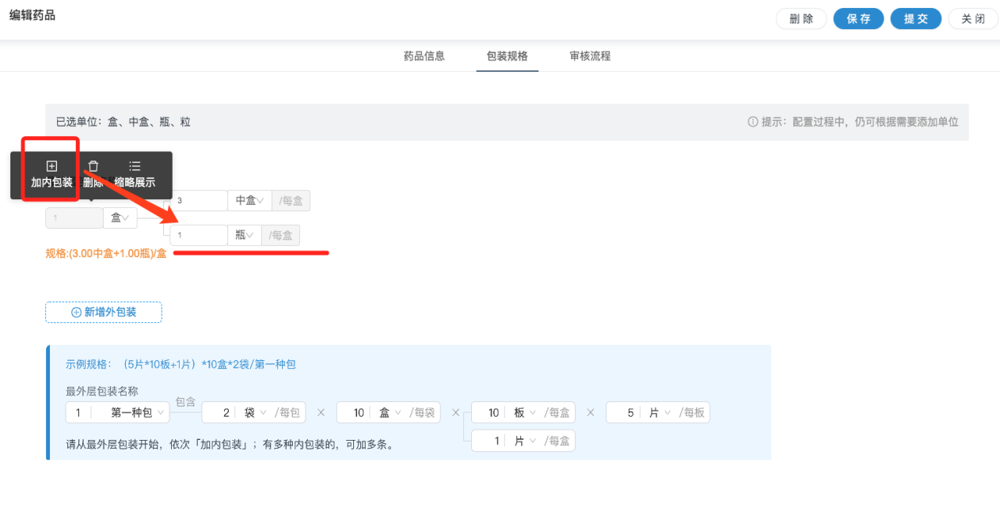 编辑药品
删 除
保 存
提 交
关 闭
药品信息
包装规格
审核流程
已选单位：盒、中盒、瓶、粒
提示：配置过程中，仍可根据需要添加单位
加内包装 删除 缩略展示
3 中盒 /每盒
1 盒
1 瓶 /每盒
规格:(3.00中盒+1.00瓶)/盒
新增外包装
示例规格：（5片*10板+1片）*10盒*2袋/第一种包
最外层包装名称
包含
1 第一种包 2 袋 /每包 × 10 盒 /每袋 × 10 板 /每盒 × 5 片 /每板
1 片 /每盒
请从最外层包装开始，依次「加内包装」；有多种内包装的，可加多条。